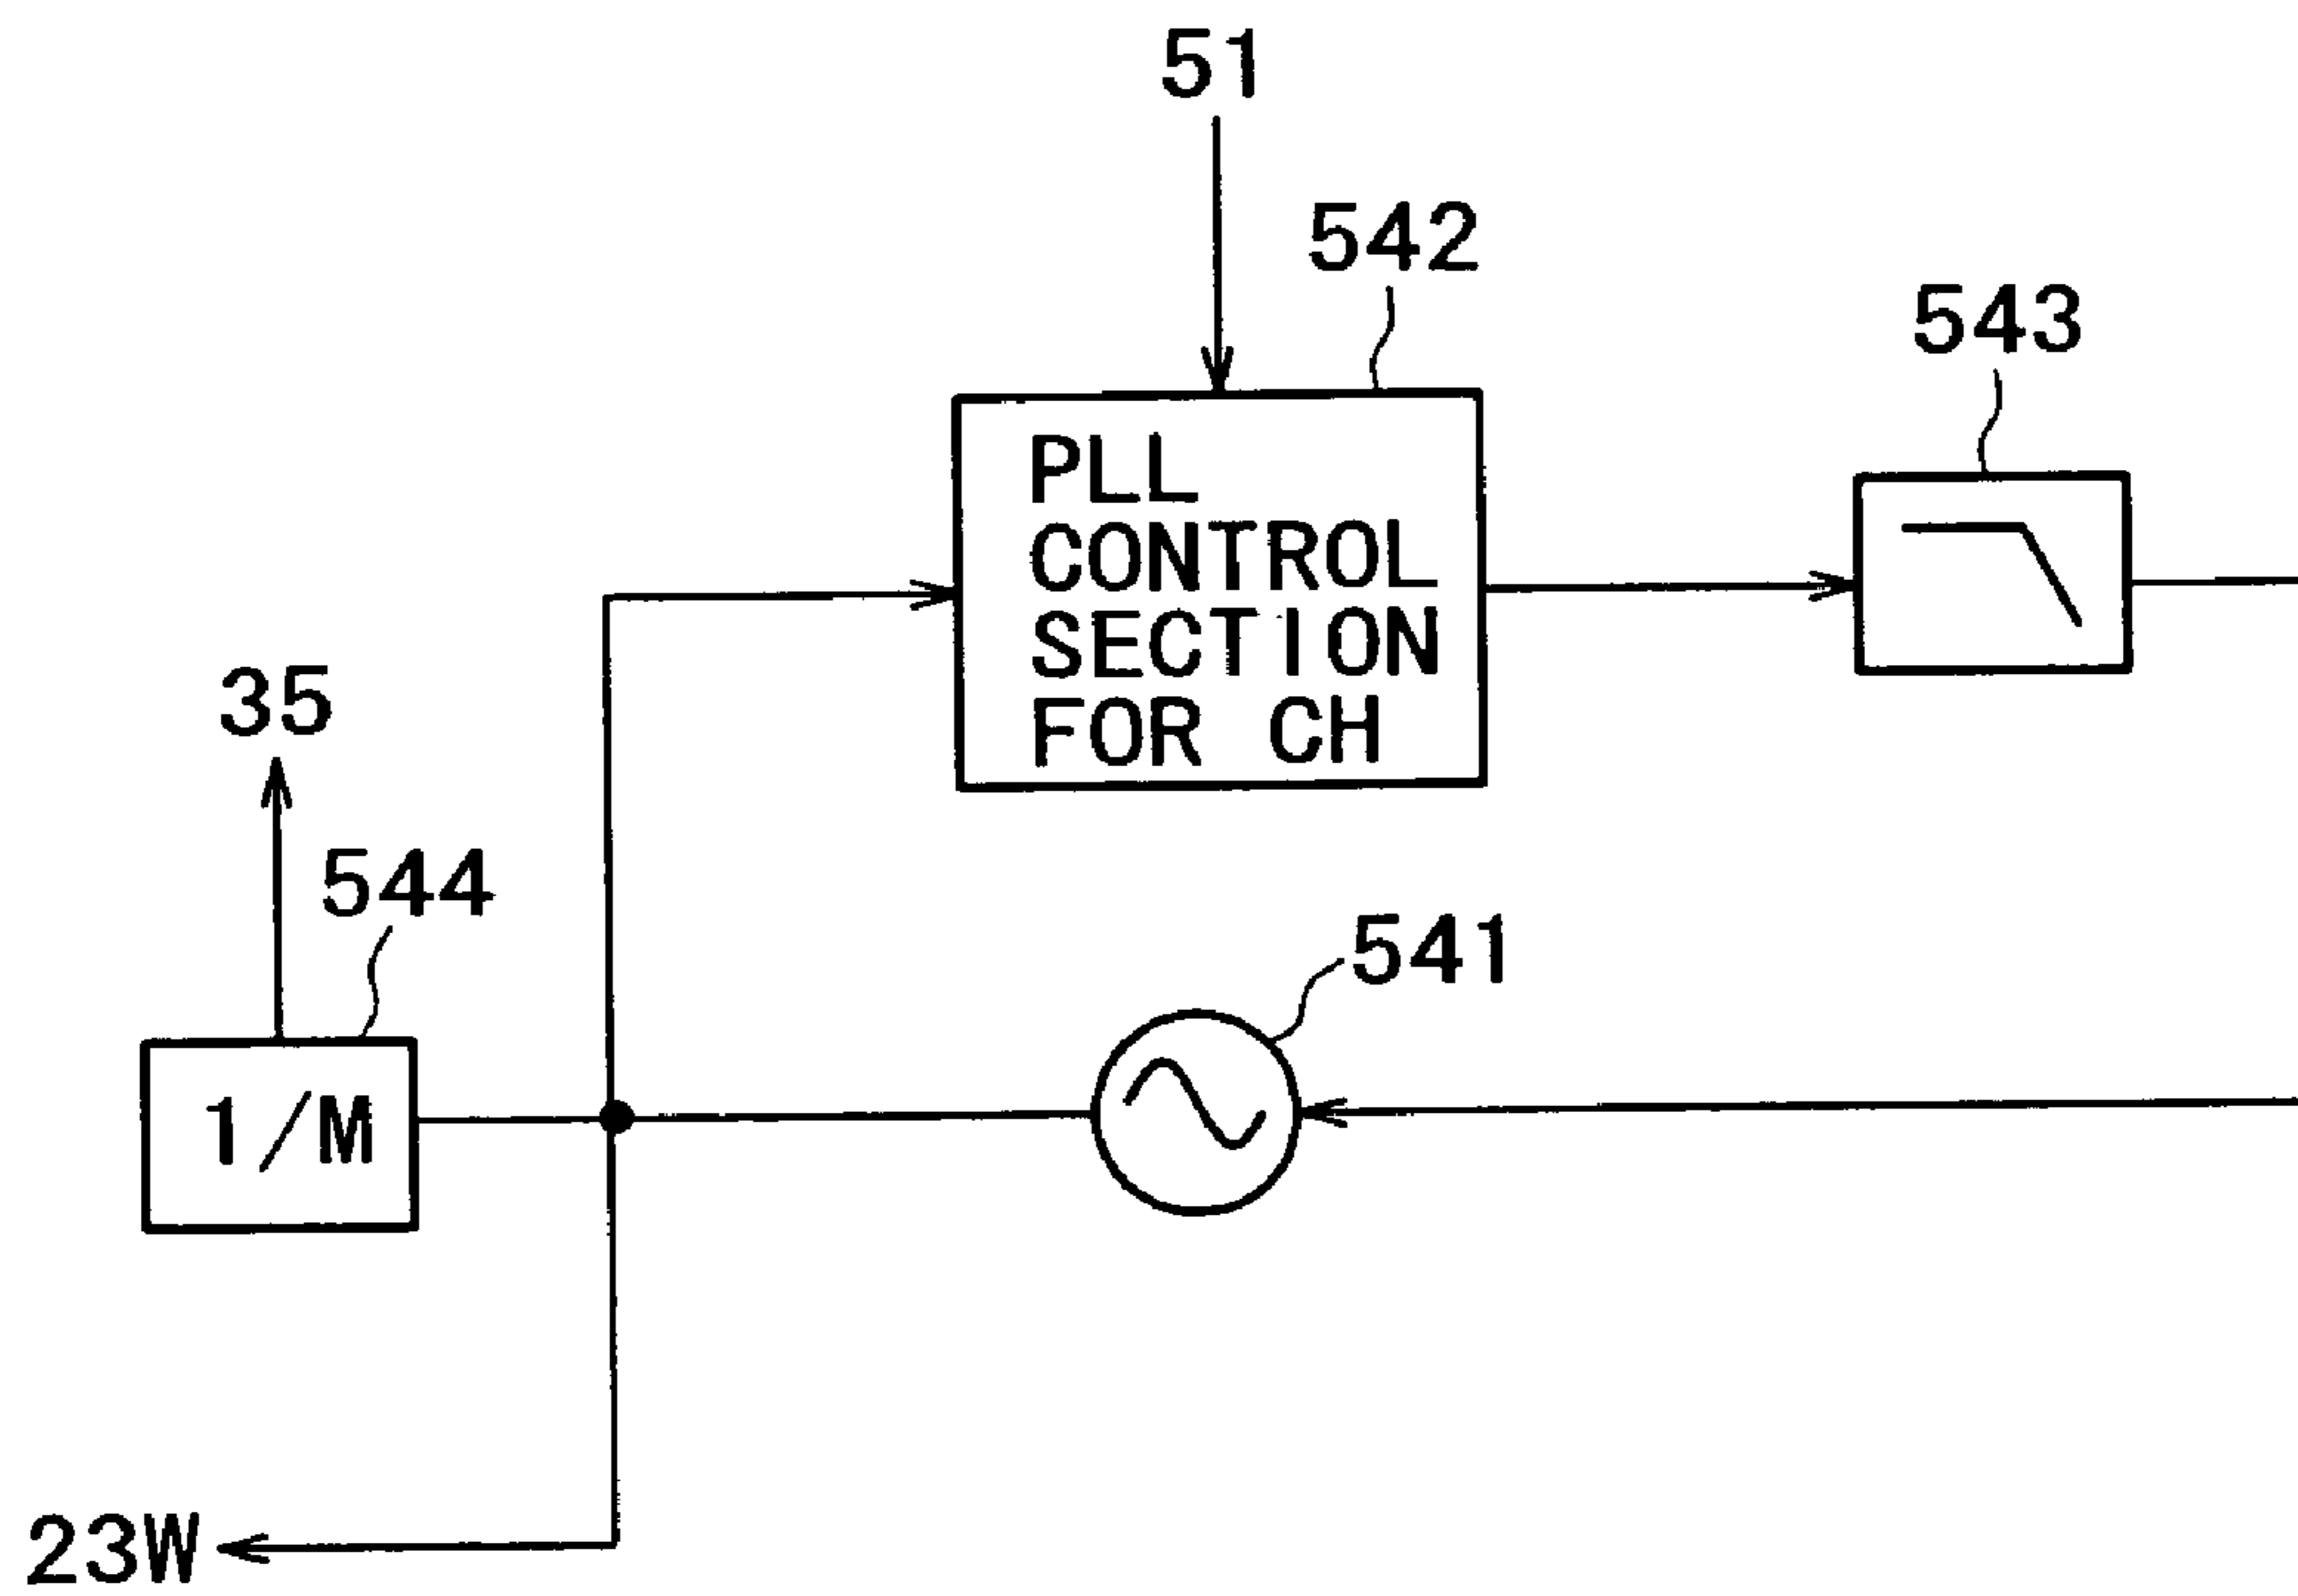 51
542
543
PLL
CONTROL
SECTION
FOR CH
35
544
541
1/M
23W